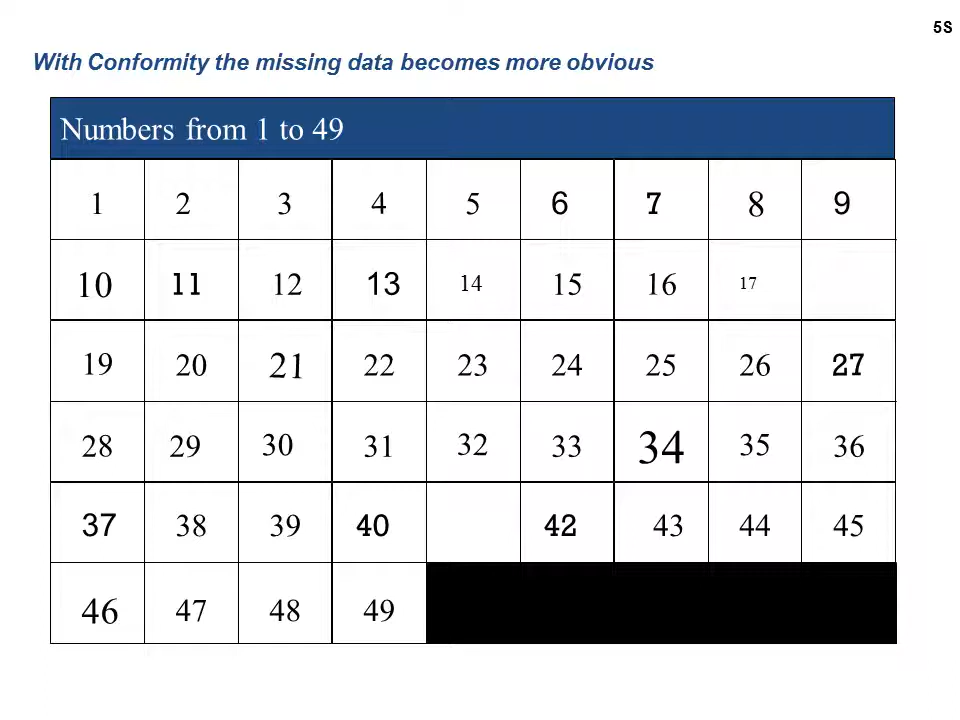 5S
With Conformity the missing data becomes more obvious
Numbers from 1 to 49
1 2 3 4 5 6 7 8 9
10 11 12 13 14 15 16 17
19 20 21 22 23 24 25 26 27
28 29 30 31 32 33 34 35 36
37 38 39 40 42 43 44 45
46 47 48 49